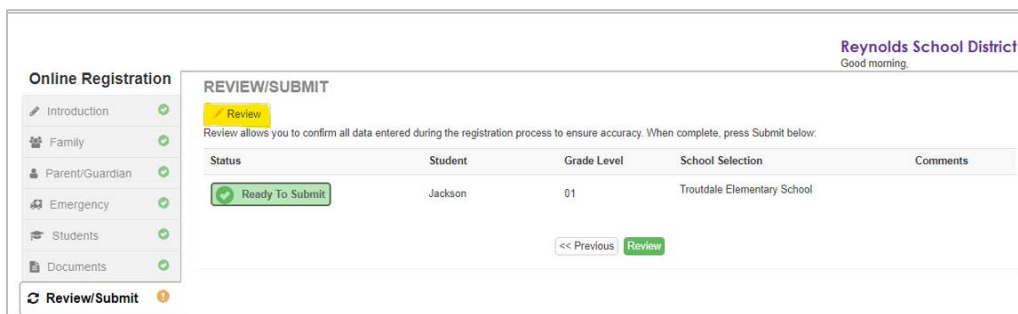 Reynolds School District
Good morning,
Online Registration
Introduction
Family
Parent/Guardian
Emergency
Students
Documents
Review/Submit
REVIEW/SUBMIT
Review
Review allows you to confirm all data entered during the registration process to ensure accuracy. When complete, press Submit below:
Status Student Grade Level School Selection Comments
Ready To Submit Jackson 01 Troutdale Elementary School
<< Previous Review